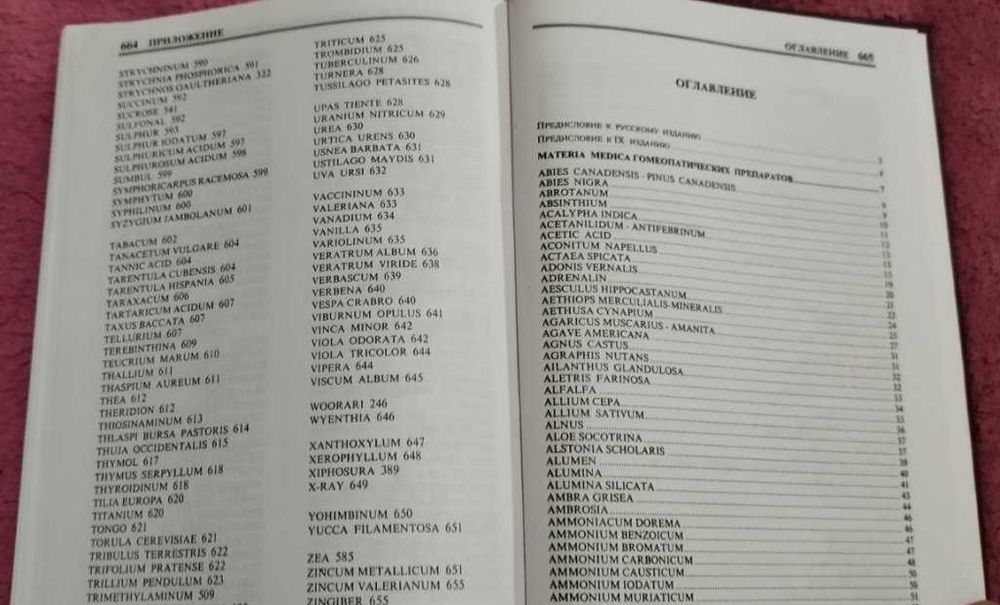 664 ПРИЛОЖЕНИЕ
STRYCHNINUM 590
STRYCHNIA PHOSPHORICA 591
STRYCHNOS GAULTHERIANA 322
SUCCINUM 592
SUCROSE 541
SULFONAL 592
SULPHUR 593
SULPHUR IODATUM 597
SULPHURICUM ACIDUM 597
SULPHUROSUM ACIDUM 598
SUMBUL 599
SYMPHORICARPUS RACEMOSA 599
SYMPHYTUM 600
SYPHILINUM 600
SYZYGIUM JAMBOLANUM 601
TABACUM 602
TANACETUM VULGARE 604
TANNIC ACID 604
TARENTULA CUBENSIS 604
TARENTULA HISPANIA 605
TARAXACUM 606
TARTARICUM ACIDUM 607
TAXUS BACCATA 607
TELLURIUM 607
TEREBINTHINA 609
TEUCRIUM MARUM 610
THALLIUM 611
THASPIUM AUREUM 611
THEA 612
THERIDION 612
THIOSINAMINUM 613
THLASPI BURSA PASTORIS 614
THUJA OCCIDENTALIS 615
THYMOL 617
THYMUS SERPYLLUM 618
THYROIDINUM 618
TILIA EUROPA 620
TITANIUM 620
TONGO 621
TORULA CEREVISIAE 621
TRIBULUS TERRESTRIS 622
TRIFOLIUM PRATENSE 622
TRILLIUM PENDULUM 623
TRIMETHYLAMINUM 509
TRITICUM 625
TROMBIDIUM 625
TUBERCULINUM 626
TURNERA 628
TUSSILAGO PETASITES 628
UPAS TIENTE 628
URANIUM NITRICUM 629
UREA 630
URTICA URENS 630
USNEA BARBATA 631
USTILAGO MAYDIS 631
UVA URSI 632
VACCININUM 633
VALERIANA 633
VANADIUM 634
VANILLA 635
VARIOLINUM 635
VERATRUM ALBUM 636
VERATRUM VIRIDE 638
VERBASCUM 639
VERBENA 640
VESPA CRABRO 640
VIBURNUM OPULUS 641
VINCA MINOR 642
VIOLA ODORATA 642
VIOLA TRICOLOR 644
VIPERA 644
VISCUM ALBUM 645
WOORARI 246
WYENTHIA 646
XANTHOXYLUM 647
XEROPHYLLUM 648
XIPHOSURA 389
X-RAY 649
YOHIMBINUM 650
YUCCA FILAMENTOSA 651
ZEA 585
ZINCUM METALLICUM 651
ZINCUM VALERIANUM 655
ZINGIBER 655
ОГЛАВЛЕНИЕ 665
ОГЛАВЛЕНИЕ
ПРЕДИСЛОВИЕ К РУССКОМУ ИЗДАНИЮ
ПРЕДИСЛОВИЕ К IX ИЗДАНИЮ
MATERIA MEDICA ГОМЕОПАТИЧЕСКИХ ПРЕПАРАТОВ
ABIES CANADENSIS - PINUS CANADENSIS
ABIES NIGRA
ABROTANUM
ABSINTHIUM
ACALYPHA INDICA
ACETANILIDUM - ANTIFEBRINUM
ACETIC ACID
ACONITUM NAPELLUS
ACTAEA SPICATA
ADONIS VERNALIS
ADRENALIN
AESCULUS HIPPOCASTANUM
AETHIOPS MERCULIALIS-MINERALIS
AETHUSA CYNAPIUM
AGARICUS MUSCARIUS - AMANITA
AGAVE AMERICANA
AGNUS CASTUS
AGRAPHIS NUTANS
AILANTHUS GLANDULOSA
ALETRIS FARINOSA
ALFALFA
ALLIUM CEPA
ALLIUM SATIVUM
ALNUS
ALOE SOCOTRINA
ALSTONIA SCHOLARIS
ALUMEN
ALUMINA
ALUMINA SILICATA
AMBRA GRISEA
AMBROSIA
AMMONIACUM DOREMA
AMMONIUM BENZOICUM
AMMONIUM BROMATUM
AMMONIUM CARBONICUM
AMMONIUM CAUSTICUM
AMMONIUM IODATUM
AMMONIUM MURIATICUM